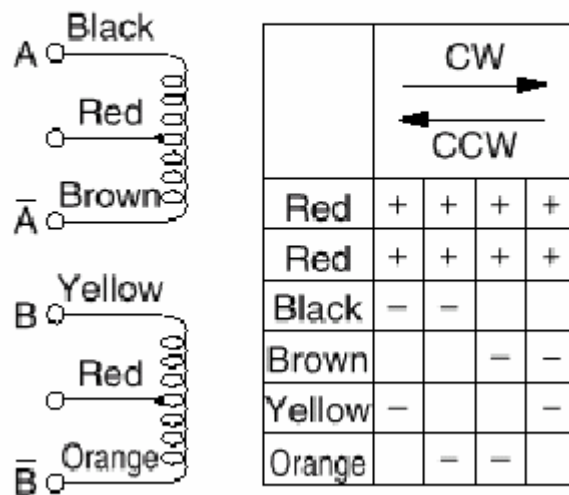 A Black
Red
A̅ Brown
B Yellow
Red
B̅ Orange
CW
CCW
Red + + + +
Red + + + +
Black − −
Brown − −
Yellow − −
Orange − −